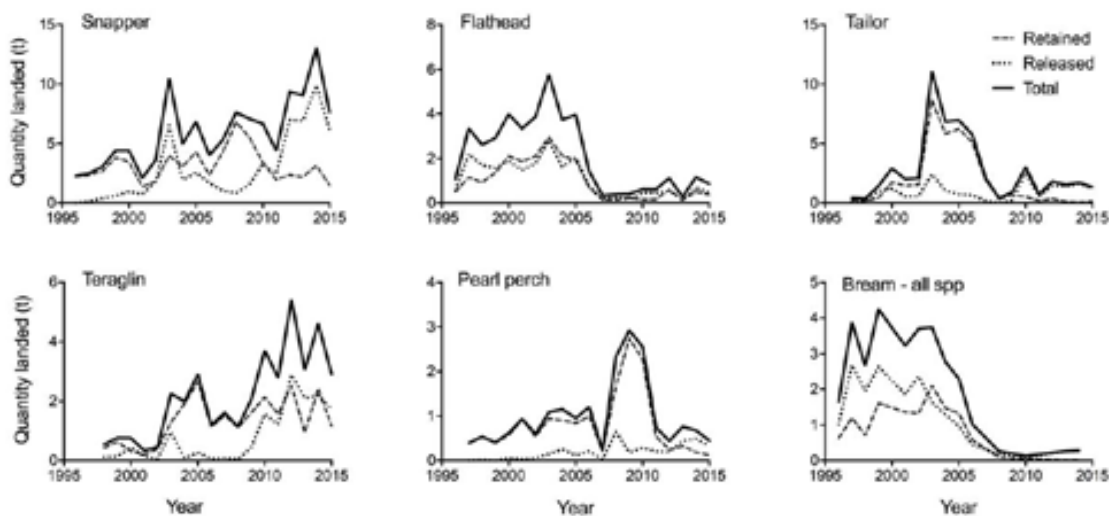 Snapper
Flathead
Tailor
Quantity landed (t)
15
10
5
0
1995 2000 2005 2010 2015
8
6
4
2
0
1995 2000 2005 2010 2015
15
10
5
0
1995 2000 2005 2010 2015
Retained
Released
Total
Teraglin
Pearl perch
Bream - all spp
Quantity landed (t)
6
4
2
0
1995 2000 2005 2010 2015
Year
4
3
2
1
0
1995 2000 2005 2010 2015
Year
5
4
3
2
1
0
1995 2000 2005 2010 2015
Year